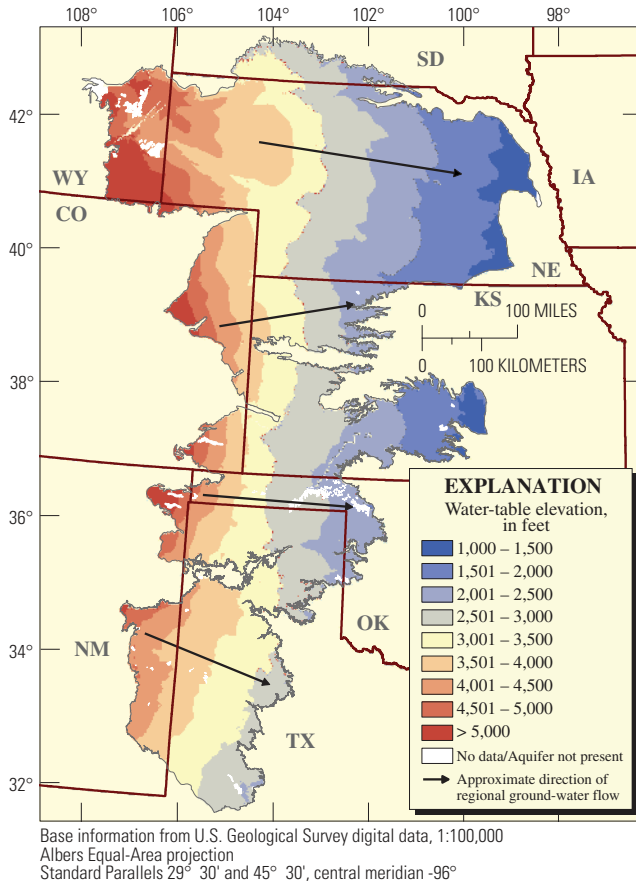 108° 106° 104° 102° 100° 98°
SD
42°
WY
IA
CO
40°
NE
KS
0 100 MILES
0 100 KILOMETERS
38°
EXPLANATION
Water-table elevation,
in feet
1,000 – 1,500
1,501 – 2,000
2,001 – 2,500
2,501 – 3,000
3,001 – 3,500
3,501 – 4,000
4,001 – 4,500
4,501 – 5,000
> 5,000
No data/Aquifer not present
Approximate direction of
regional ground-water flow
36°
OK
NM
34°
TX
32°
Base information from U.S. Geological Survey digital data, 1:100,000
Albers Equal-Area projection
Standard Parallels 29° 30' and 45° 30', central meridian -96°